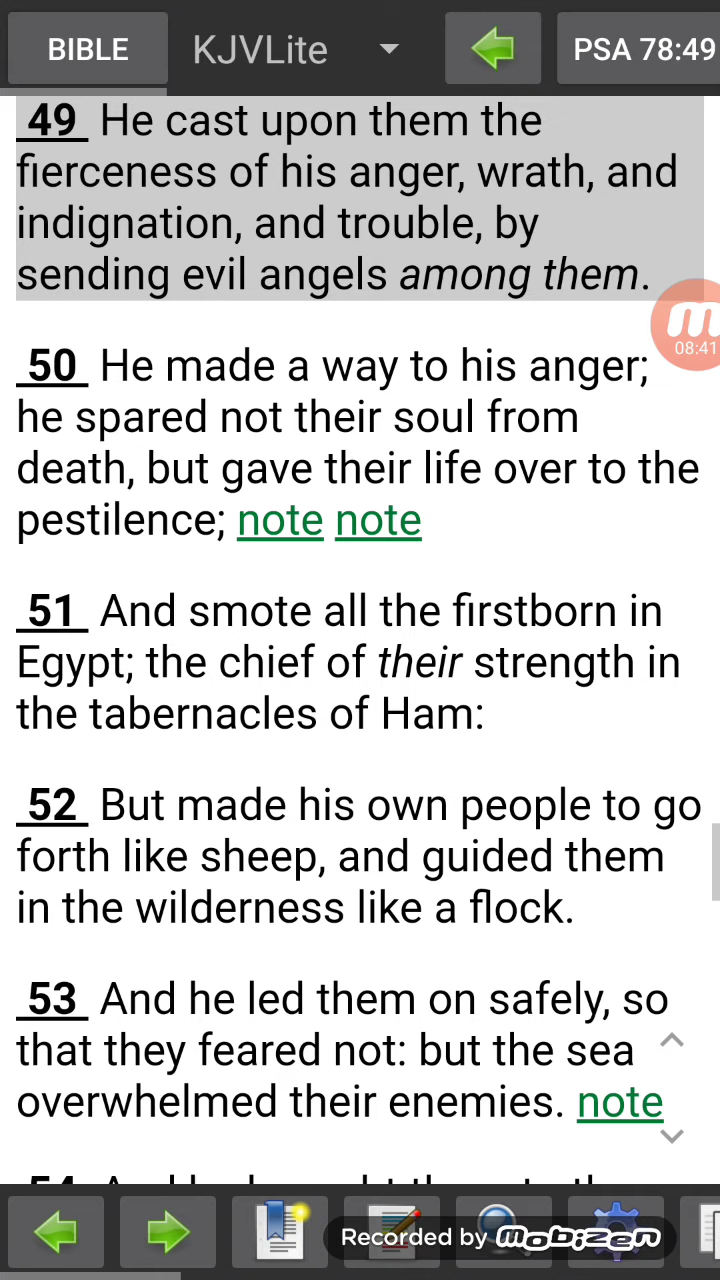 BIBLE KJVLite PSA 78:49
49 He cast upon them the
fierceness of his anger, wrath, and
indignation, and trouble, by
sending evil angels among them.
08:41
50 He made a way to his anger;
he spared not their soul from
death, but gave their life over to the
pestilence; note note
51 And smote all the firstborn in
Egypt; the chief of their strength in
the tabernacles of Ham:
52 But made his own people to go
forth like sheep, and guided them
in the wilderness like a flock.
53 And he led them on safely, so
that they feared not: but the sea
overwhelmed their enemies. note
Recorded by mobizen